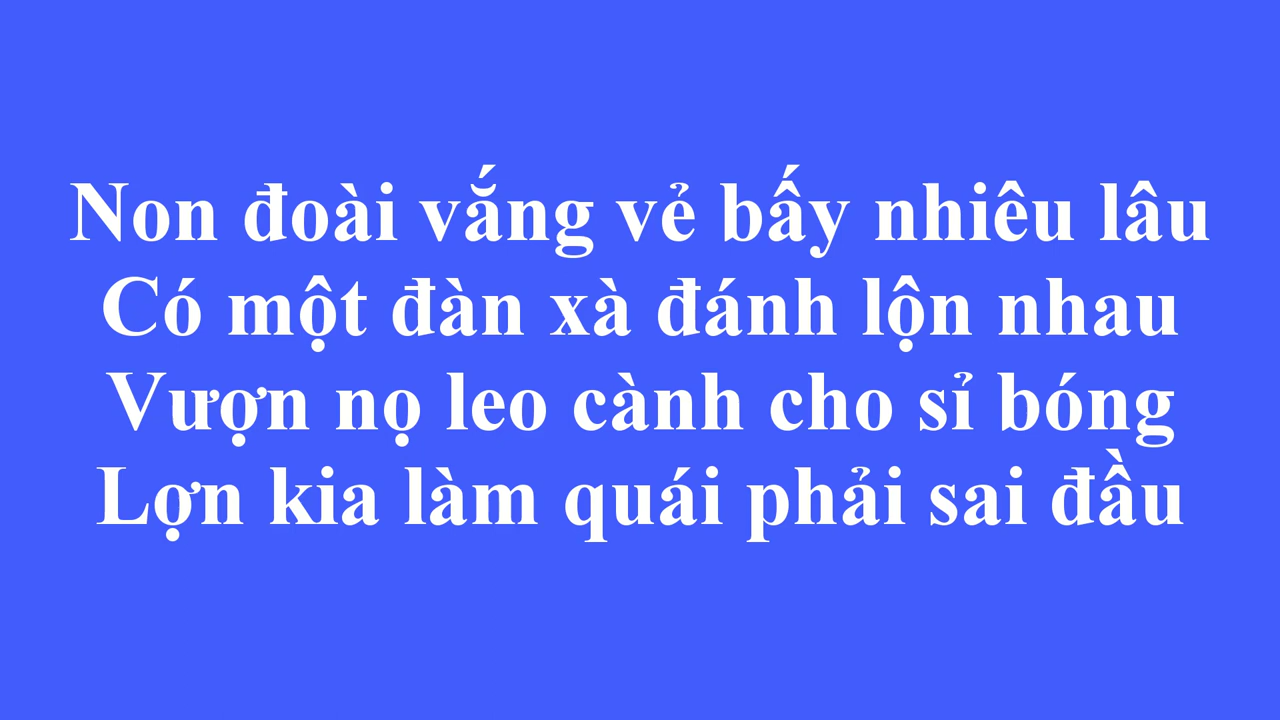 Non đoài vắng vẻ bấy nhiêu lâu
Có một đàn xà đánh lộn nhau
Vượn nọ leo cành cho sỉ bóng
Lợn kia làm quái phải sai đầu